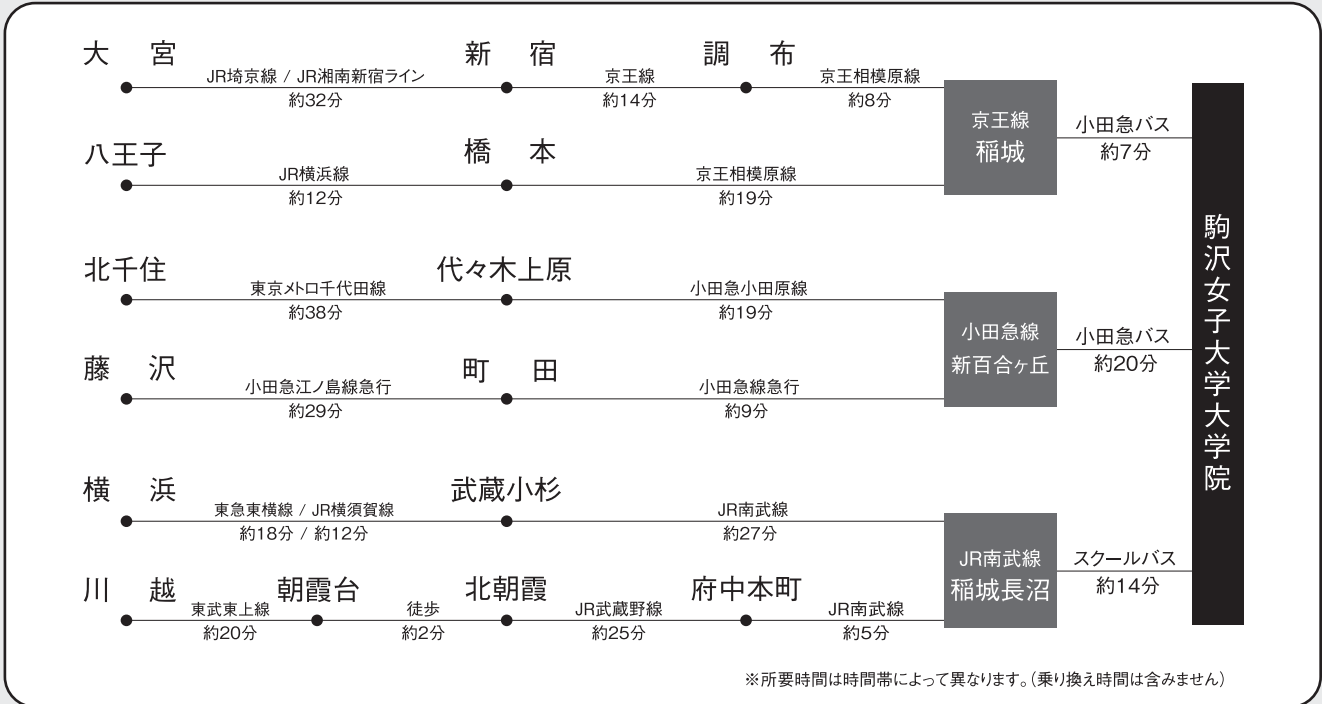 大宮
新宿
調布
JR埼京線 / JR湘南新宿ライン
約32分
京王線
約14分
京王相模原線
約8分
八王子
橋本
JR横浜線
約12分
京王相模原線
約19分
京王線
稲城
小田急バス
約7分
北千住
代々木上原
東京メトロ千代田線
約38分
小田急小田原線
約19分
藤沢
町田
小田急江ノ島線急行
約29分
小田急線急行
約9分
小田急線
新百合ヶ丘
小田急バス
約20分
横浜
武蔵小杉
東急東横線 / JR横須賀線
約18分 / 約12分
JR南武線
約27分
川越
朝霞台
北朝霞
府中本町
東武東上線
約20分
徒歩
約2分
JR武蔵野線
約25分
JR南武線
約5分
JR南武線
稲城長沼
スクールバス
約14分
駒沢女子大学大学院
※所要時間は時間帯によって異なります。(乗り換え時間は含みません)